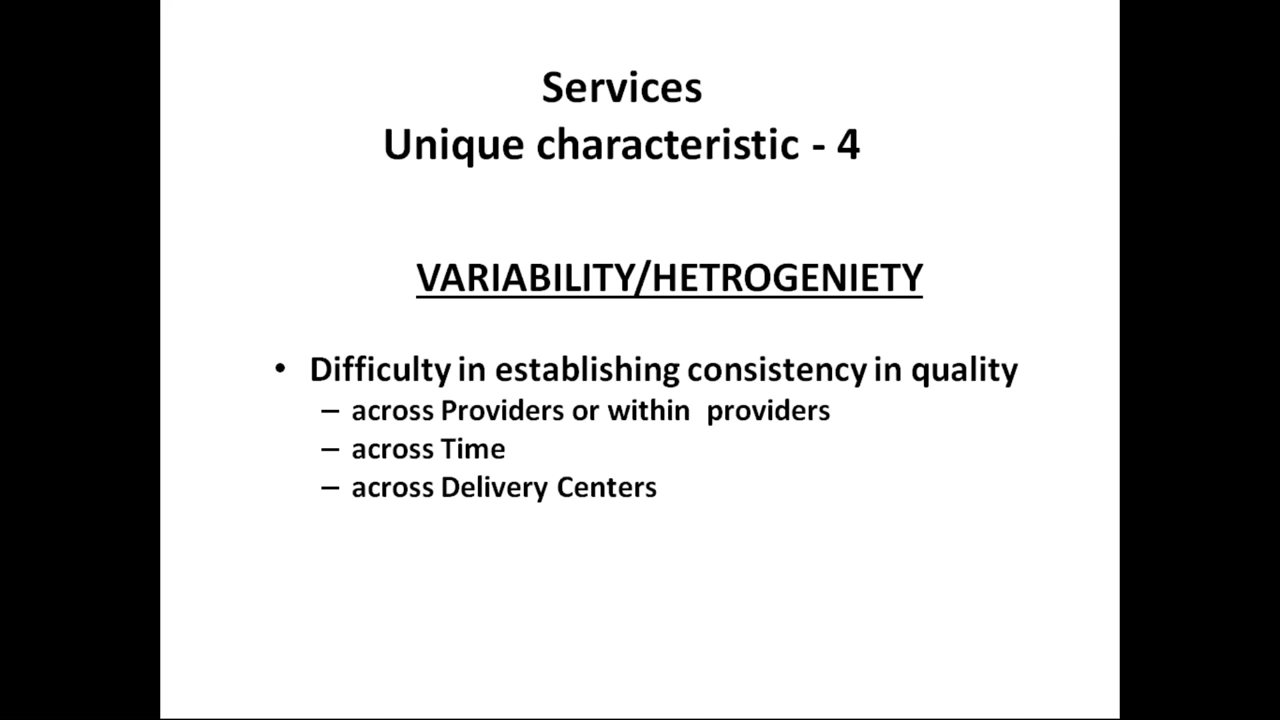 Services
Unique characteristic - 4
VARIABILITY/HETROGENIETY
• Difficulty in establishing consistency in quality
– across Providers or within providers
– across Time
– across Delivery Centers